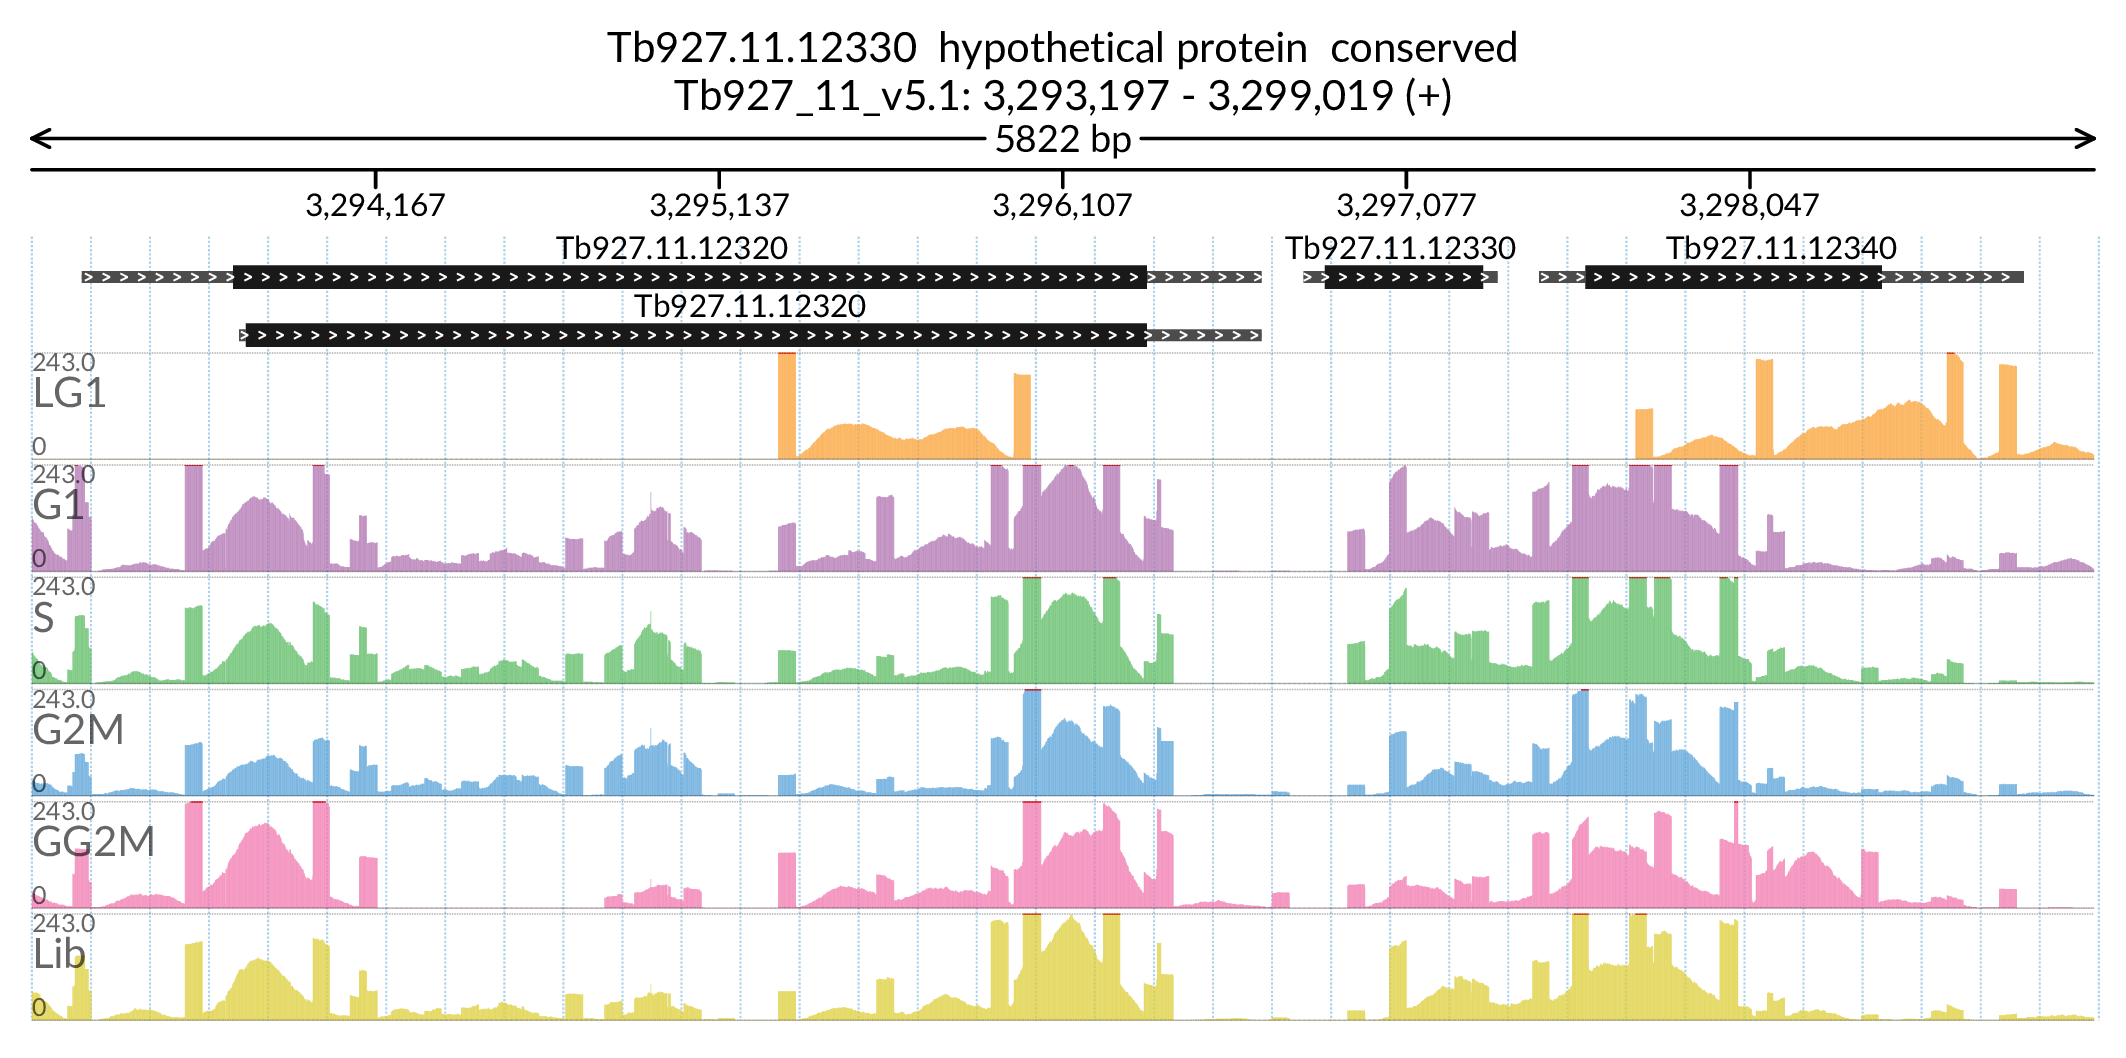 Tb927.11.12330 hypothetical protein conserved
Tb927_11_v5.1: 3,293,197 - 3,299,019 (+)
5822 bp
3,294,167 3,295,137 3,296,107 3,297,077 3,298,047
Tb927.11.12320 Tb927.11.12330 Tb927.11.12340
Tb927.11.12320
243.0
LG1
0
243.0
G1
0
243.0
S
0
243.0
G2M
0
243.0
GG2M
0
243.0
Lib
0